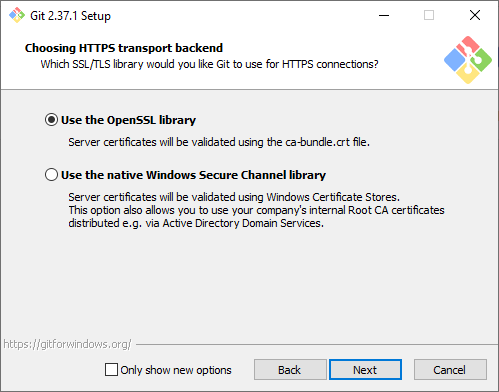 Git 2.37.1 Setup
Choosing HTTPS transport backend
Which SSL/TLS library would you like Git to use for HTTPS connections?
Use the OpenSSL library
Server certificates will be validated using the ca-bundle.crt file.
Use the native Windows Secure Channel library
Server certificates will be validated using Windows Certificate Stores.
This option also allows you to use your company's internal Root CA certificates
distributed e.g. via Active Directory Domain Services.
https://gitforwindows.org/
Only show new options
Back
Next
Cancel